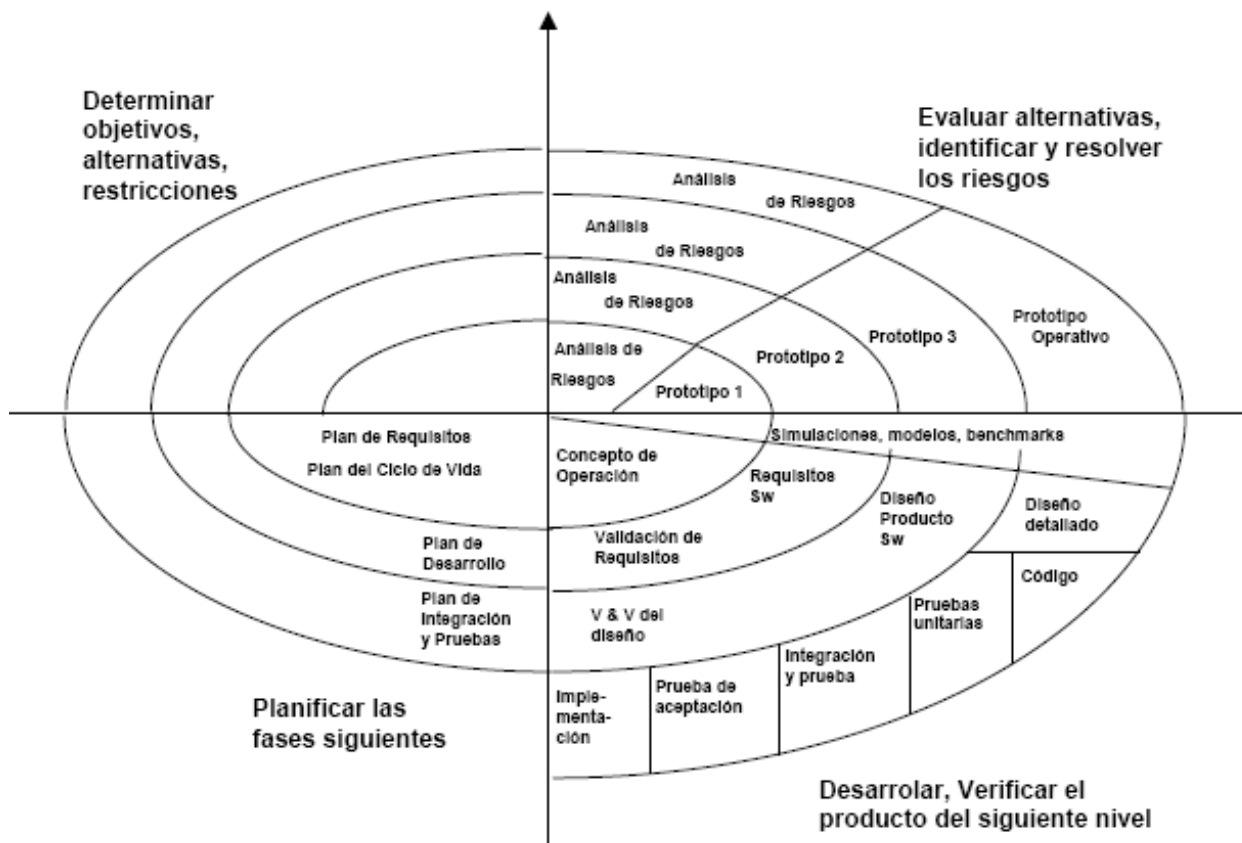 Determinar
objetivos,
alternativas,
restricciones
Evaluar alternativas,
identificar y resolver
los riesgos
Análisis
de Riesgos
Análisis
de Riesgos
Análisis
de Riesgos
Análisis de
Riesgos
Prototipo 1
Prototipo 2
Prototipo 3
Prototipo
Operativo
Simulaciones, modelos, benchmarks
Plan de Requisitos
Plan del Ciclo de Vida
Concepto de
Operación
Requisitos
Sw
Diseño
Producto
Sw
Diseño
detallado
Plan de
Desarrollo
Validación de
Requisitos
Código
Plan de
Integración
y Pruebas
V & V del
diseño
Pruebas
unitarias
Integración
y prueba
Prueba de
aceptación
Imple-
menta-
ción
Planificar las
fases siguientes
Desarrolar, Verificar el
producto del siguiente nivel